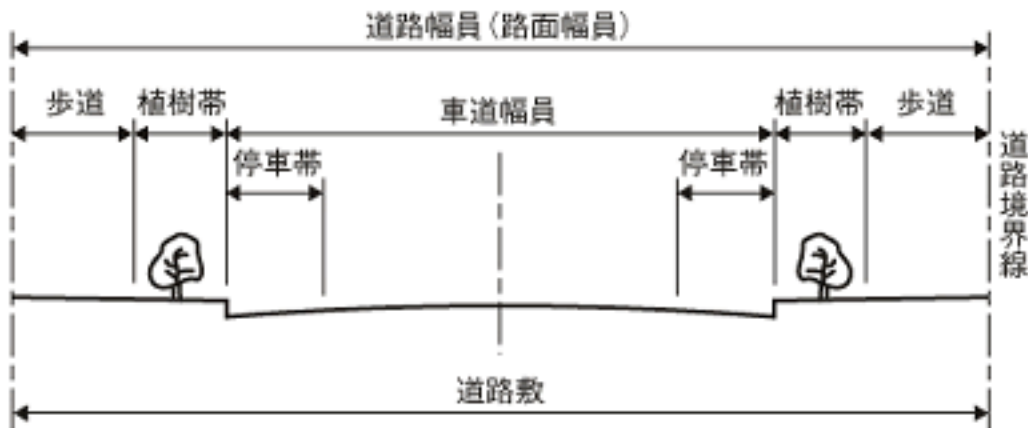 道路幅員(路面幅員)
歩道 植樹帯 車道幅員 植樹帯 歩道
停車帯 停車帯
道路境界線
道路敷